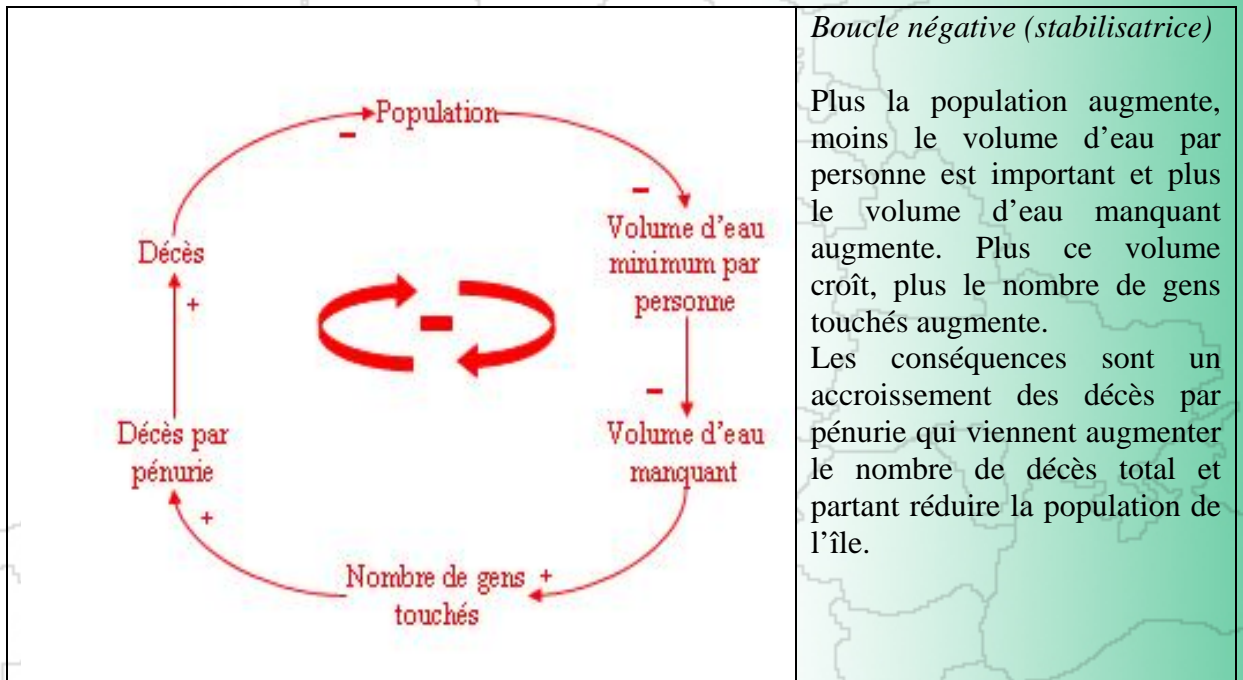 Population
−
−
Volume d'eau
minimum par
personne
Décès
+
−
−
Décès par
pénurie
Volume d'eau
manquant
+
Nombre de gens +
touchés
Boucle négative (stabilisatrice)
Plus la population augmente,
moins le volume d'eau par
personne est important et plus
le volume d'eau manquant
augmente. Plus ce volume
croît, plus le nombre de gens
touchés augmente.
Les conséquences sont un
accroissement des décès par
pénurie qui viennent augmenter
le nombre de décès total et
partant réduire la population de
l'île.